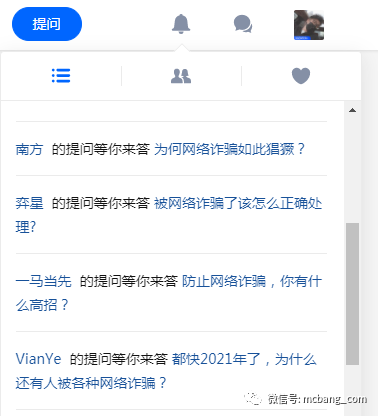 提问
南方 的提问等你来答 为何网络诈骗如此猖獗？
弈星 的提问等你来答 被网络诈骗了该怎么正确处
理?
一马当先 的提问等你来答 防止网络诈骗，你有什
么高招？
VianYe 的提问等你来答 都快2021年了，为什么
还有人被各种网络诈骗？
微信号: mcbang_com